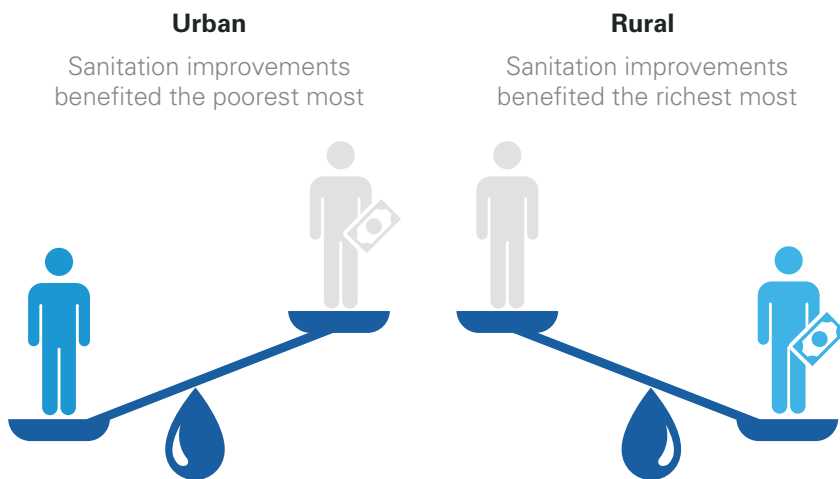 Urban
Sanitation improvements
benefited the poorest most
Rural
Sanitation improvements
benefited the richest most